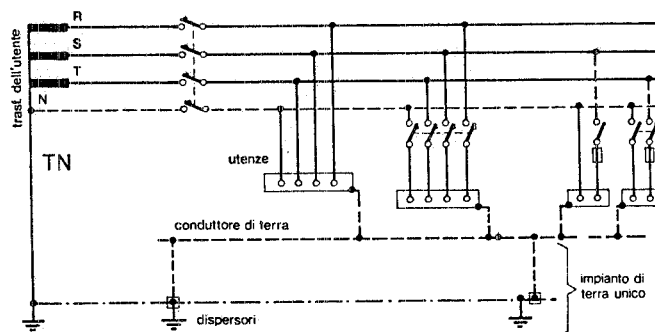 R
S
T
N
trasf. dell'utente
TN
utenze
conduttore di terra
impianto di
terra unico
dispersori